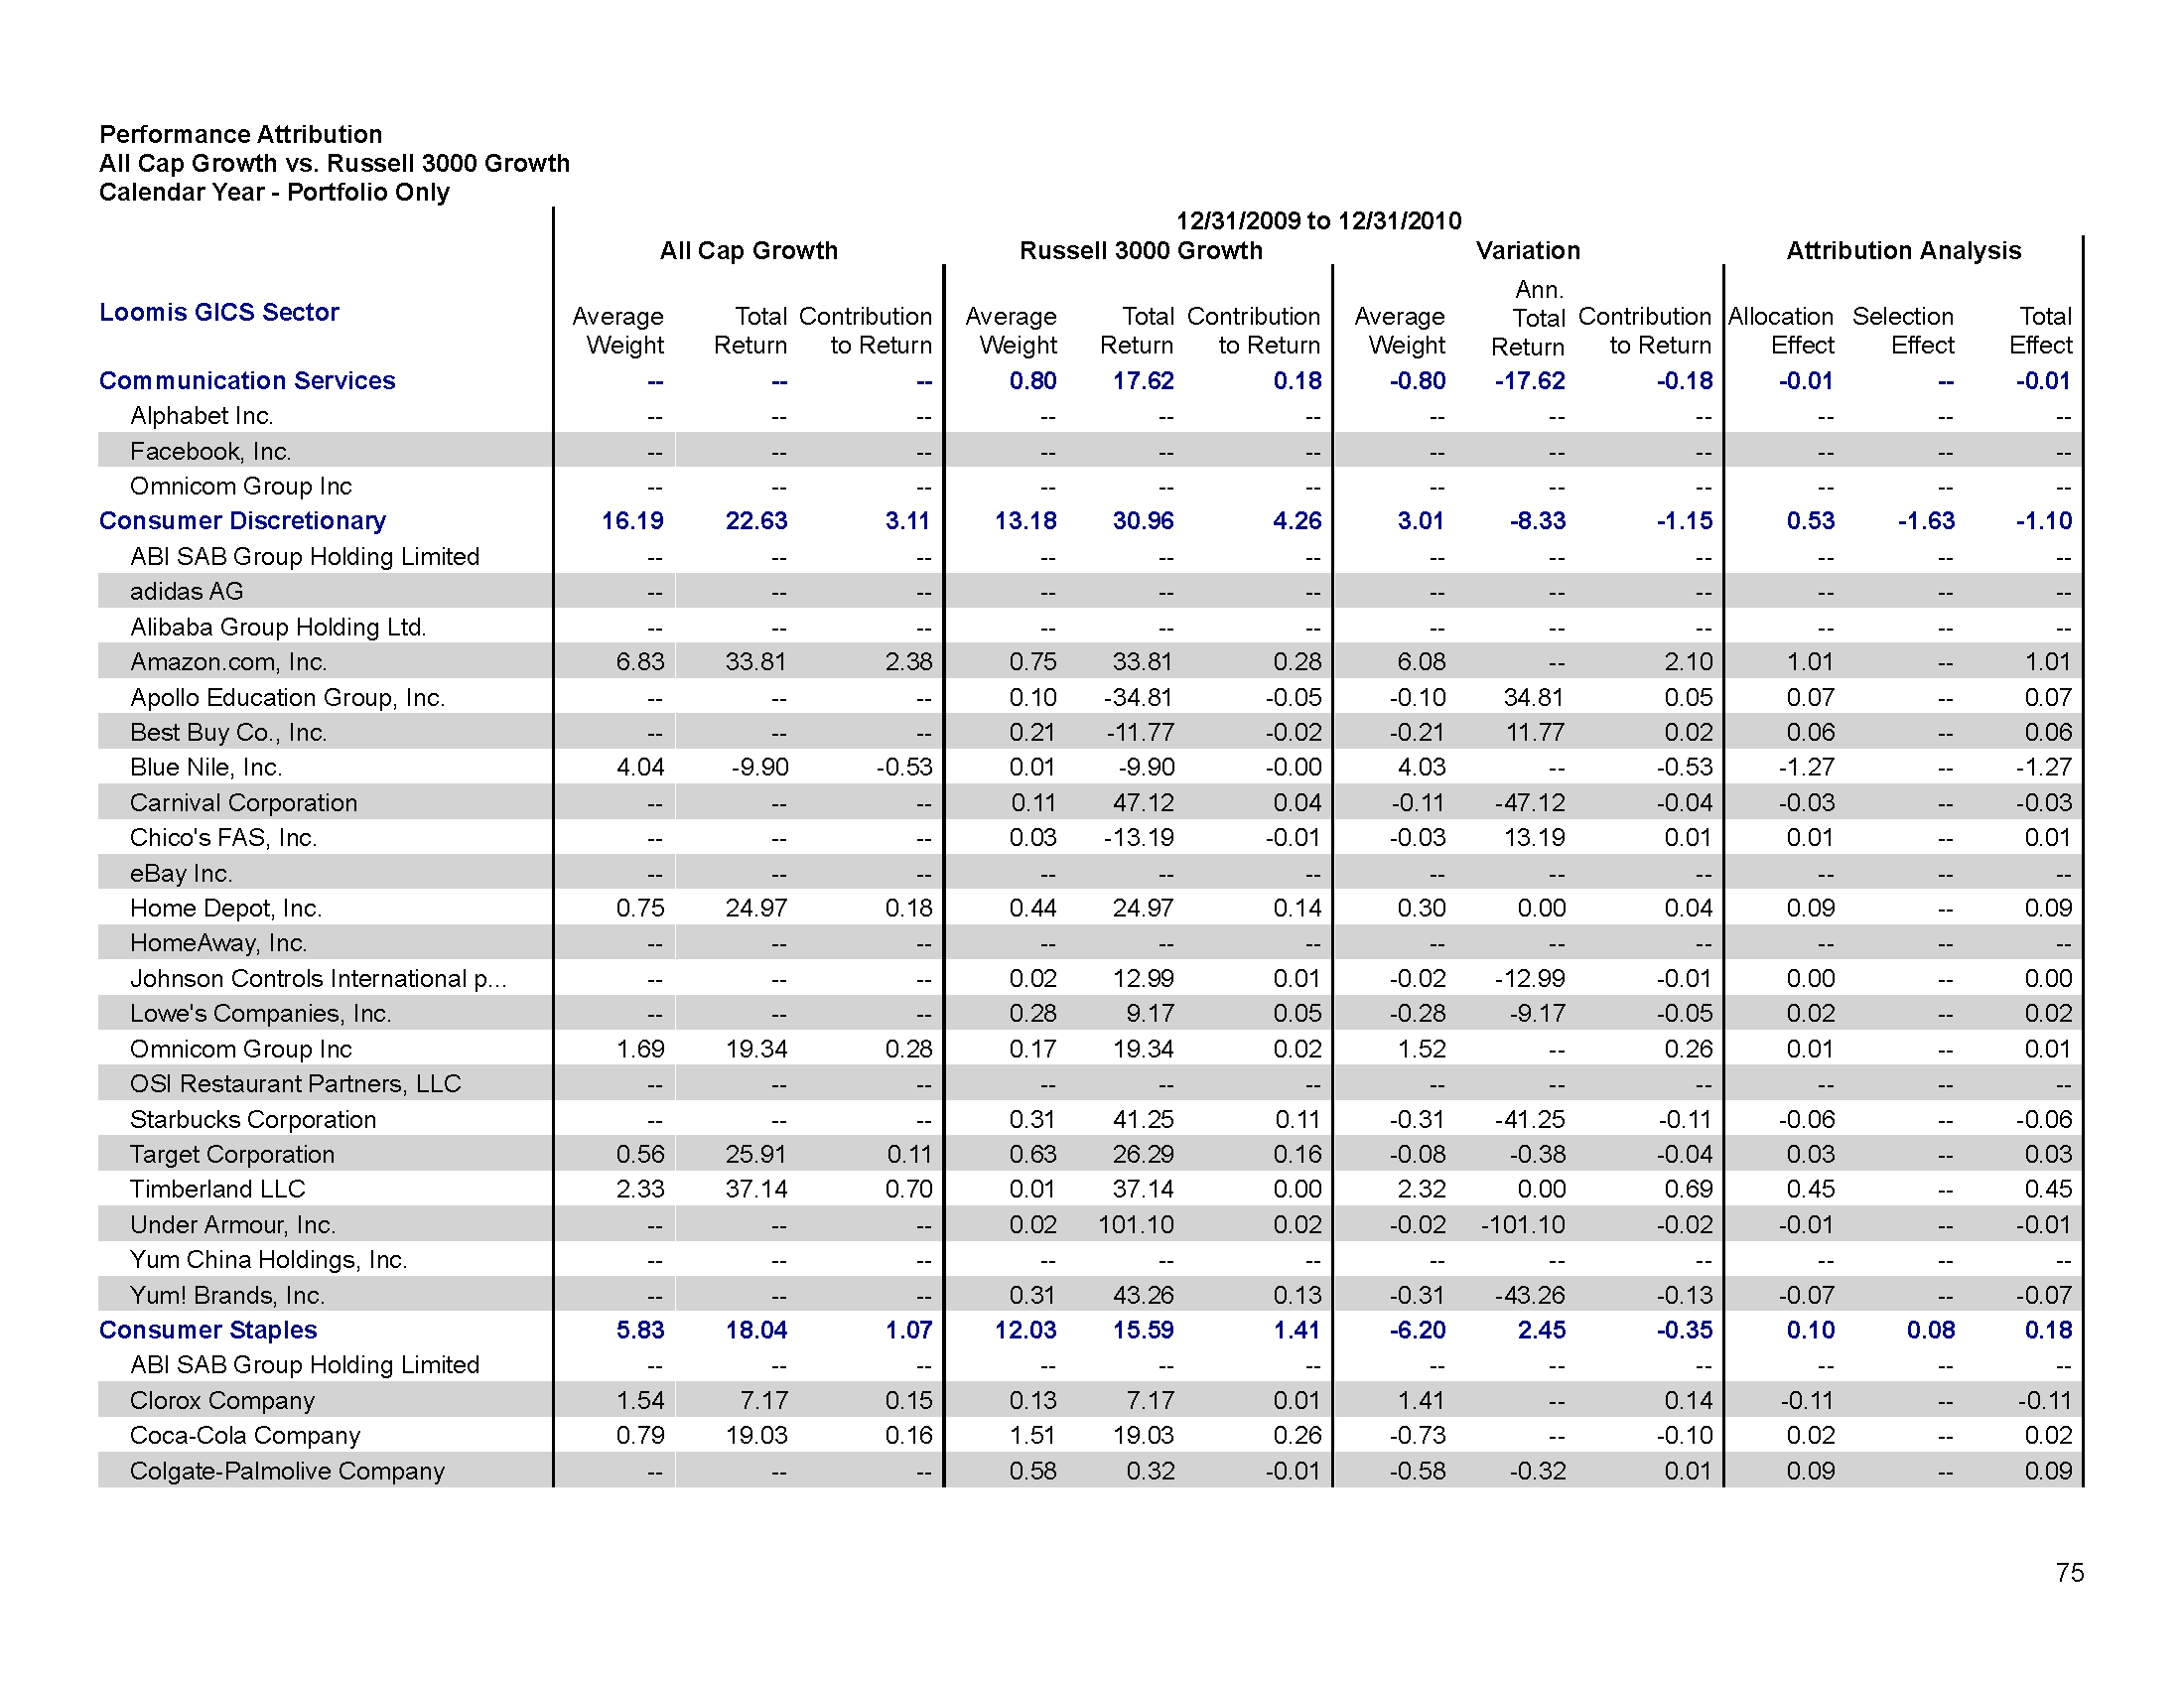 Performance Attribution
All Cap Growth vs. Russell 3000 Growth
Calendar Year - Portfolio Only
12/31/2009 to 12/31/2010
All Cap Growth Russell 3000 Growth Variation Attribution Analysis
Loomis GICS Sector Average Weight Total Return Contribution to Return Average Weight Total Return Contribution to Return Average Weight Ann. Total Return Contribution to Return Allocation Effect Selection Effect Total Effect
Communication Services -- -- -- 0.80 17.62 0.18 -0.80 -17.62 -0.18 -0.01 -- -0.01
Alphabet Inc. -- -- -- -- -- -- -- -- -- -- -- --
Facebook, Inc. -- -- -- -- -- -- -- -- -- -- -- --
Omnicom Group Inc -- -- -- -- -- -- -- -- -- -- -- --
Consumer Discretionary 16.19 22.63 3.11 13.18 30.96 4.26 3.01 -8.33 -1.15 0.53 -1.63 -1.10
ABI SAB Group Holding Limited -- -- -- -- -- -- -- -- -- -- -- --
adidas AG -- -- -- -- -- -- -- -- -- -- -- --
Alibaba Group Holding Ltd. -- -- -- -- -- -- -- -- -- -- -- --
Amazon.com, Inc. 6.83 33.81 2.38 0.75 33.81 0.28 6.08 -- 2.10 1.01 -- 1.01
Apollo Education Group, Inc. -- -- -- 0.10 -34.81 -0.05 -0.10 34.81 0.05 0.07 -- 0.07
Best Buy Co., Inc. -- -- -- 0.21 -11.77 -0.02 -0.21 11.77 0.02 0.06 -- 0.06
Blue Nile, Inc. 4.04 -9.90 -0.53 0.01 -9.90 -0.00 4.03 -- -0.53 -1.27 -- -1.27
Carnival Corporation -- -- -- 0.11 47.12 0.04 -0.11 -47.12 -0.04 -0.03 -- -0.03
Chico's FAS, Inc. -- -- -- 0.03 -13.19 -0.01 -0.03 13.19 0.01 0.01 -- 0.01
eBay Inc. -- -- -- -- -- -- -- -- -- -- -- --
Home Depot, Inc. 0.75 24.97 0.18 0.44 24.97 0.14 0.30 0.00 0.04 0.09 -- 0.09
HomeAway, Inc. -- -- -- -- -- -- -- -- -- -- -- --
Johnson Controls International p... -- -- -- 0.02 12.99 0.01 -0.02 -12.99 -0.01 0.00 -- 0.00
Lowe's Companies, Inc. -- -- -- 0.28 9.17 0.05 -0.28 -9.17 -0.05 0.02 -- 0.02
Omnicom Group Inc 1.69 19.34 0.28 0.17 19.34 0.02 1.52 -- 0.26 0.01 -- 0.01
OSI Restaurant Partners, LLC -- -- -- -- -- -- -- -- -- -- -- --
Starbucks Corporation -- -- -- 0.31 41.25 0.11 -0.31 -41.25 -0.11 -0.06 -- -0.06
Target Corporation 0.56 25.91 0.11 0.63 26.29 0.16 -0.08 -0.38 -0.04 0.03 -- 0.03
Timberland LLC 2.33 37.14 0.70 0.01 37.14 0.00 2.32 0.00 0.69 0.45 -- 0.45
Under Armour, Inc. -- -- -- 0.02 101.10 0.02 -0.02 -101.10 -0.02 -0.01 -- -0.01
Yum China Holdings, Inc. -- -- -- -- -- -- -- -- -- -- -- --
Yum! Brands, Inc. -- -- -- 0.31 43.26 0.13 -0.31 -43.26 -0.13 -0.07 -- -0.07
Consumer Staples 5.83 18.04 1.07 12.03 15.59 1.41 -6.20 2.45 -0.35 0.10 0.08 0.18
ABI SAB Group Holding Limited -- -- -- -- -- -- -- -- -- -- -- --
Clorox Company 1.54 7.17 0.15 0.13 7.17 0.01 1.41 -- 0.14 -0.11 -- -0.11
Coca-Cola Company 0.79 19.03 0.16 1.51 19.03 0.26 -0.73 -- -0.10 0.02 -- 0.02
Colgate-Palmolive Company -- -- -- 0.58 0.32 -0.01 -0.58 -0.32 0.01 0.09 -- 0.09
75